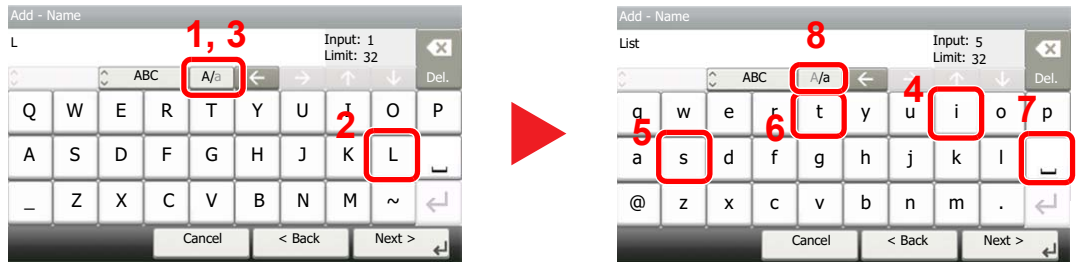 Add - Name
L
Input: 1
Limit: 32
1, 3
ABC
A/a
Del.
Q W E R T Y U I O P
2
A S D F G H J K L
_ Z X C V B N M ~
Cancel < Back Next >
Add - Name
List
Input: 5
Limit: 32
8
ABC
A/a
Del.
4
q w e r t y u i o p
5 6 7
a s d f g h j k l
@ z x c v b n m .
Cancel < Back Next >